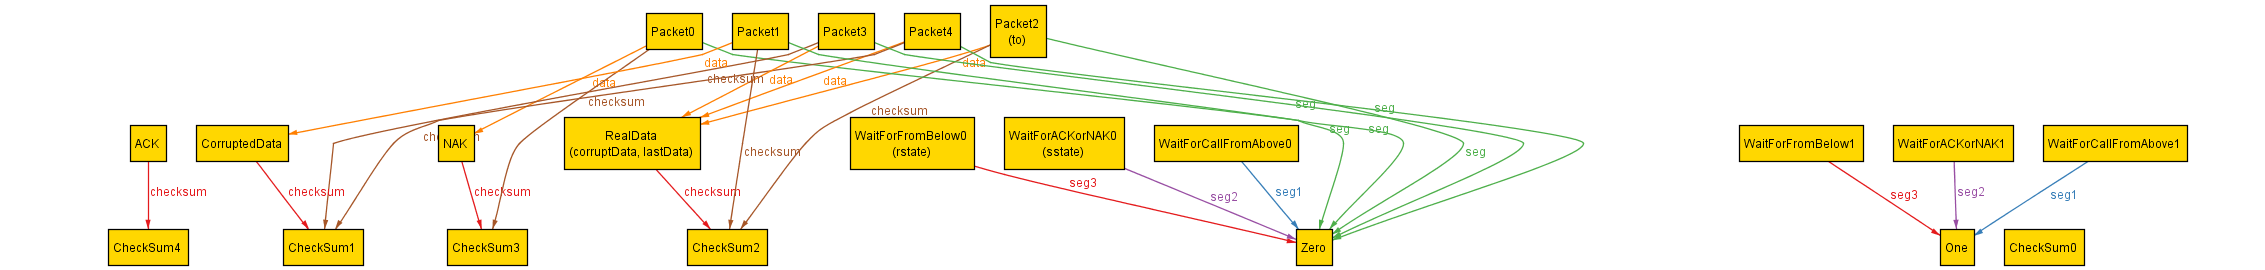 Packet0
Packet1
Packet3
Packet4
Packet2
(to)
data
data
data
data
data
checksum
checksum
checksum
checksum
checksum
seg
seg
seg
seg
seg
ACK
CorruptedData
NAK
RealData
(corruptData, lastData)
WaitForFromBelow0
(rstate)
WaitForACKorNAK0
(sstate)
WaitForCallFromAbove0
WaitForFromBelow1
WaitForACKorNAK1
WaitForCallFromAbove1
checksum
checksum
checksum
checksum
seg3
seg2
seg1
seg3
seg2
seg1
CheckSum4
CheckSum1
CheckSum3
CheckSum2
Zero
One
CheckSum0